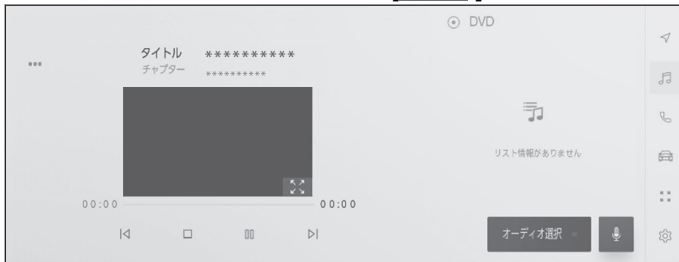 DVD
タイトル **********
チャプター **********
リスト情報がありません
00:00 00:00
オーディオ選択